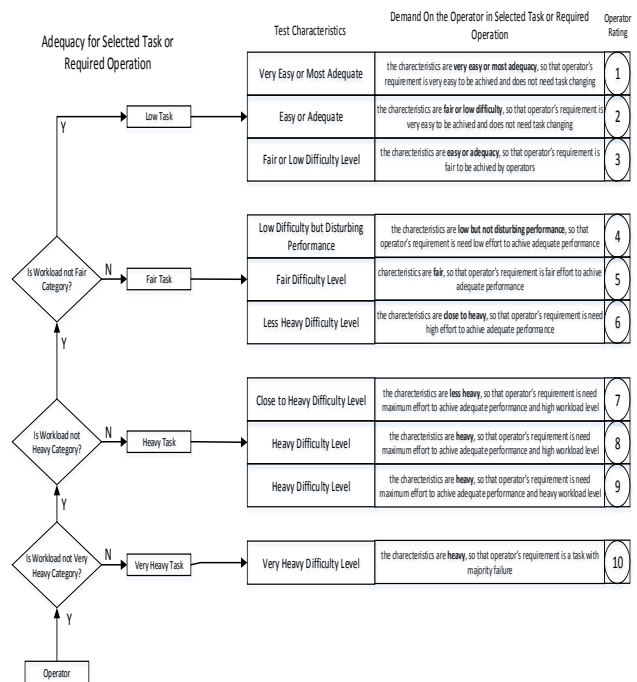 Adequacy for Selected Task or
Required Operation
Test Characteristics
Demand On the Operator in Selected Task or Required
Operation
Operator
Rating
Y
Low Task
Very Easy or Most Adequate
the charecteristics are very easy or most adequacy, so that operator's
requirement is very easy to be achived and does not need task changing
1
Easy or Adequate
the charecteristics are fair or low difficulty, so that operator's requirement is
very easy to be achived and does not need task changing
2
Fair or Low Difficulty Level
the charecteristics are easy or adequacy, so that operator's requirement is
fair to be achived by operators
3
Is Workload not Fair
Category?
N
Fair Task
Low Difficulty but Disturbing
Performance
the charecteristics are low but not disturbing performance, so that
operator's requirement is need low effort to achive adequate performance
4
Fair Difficulty Level
charecteristics are fair, so that operator's requirement is fair effort to achive
adequate performance
5
Less Heavy Difficulty Level
the charecteristics are close to heavy, so that operator's requirement is need
high effort to achive adequate performance
6
Y
Is Workload not
Heavy Category?
N
Heavy Task
Close to Heavy Difficulty Level
the charecteristics are less heavy, so that operator's requirement is need
maximum effort to achive adequate performance and high workload level
7
Heavy Difficulty Level
the charecteristics are heavy, so that operator's requirement is need
maximum effort to achive adequate performance and high workload level
8
Heavy Difficulty Level
the charecteristics are heavy, so that operator's requirement is need
maximum effort to achieve adequate performance and heavy workload level
9
Y
Is Workload not Very
Heavy Category?
N
Very Heavy Task
Very Heavy Difficulty Level
the charecteristics are heavy, so that operator's requirement is a task with
majority failure
10
Y
Operator